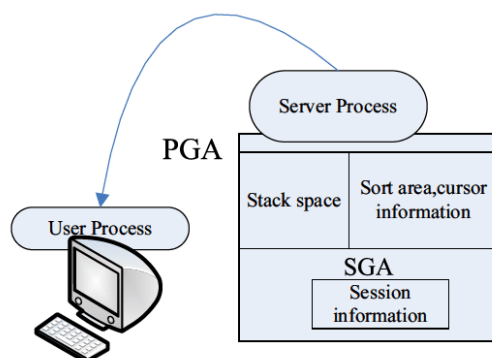 Server Process
PGA
Stack space
Sort area,cursor
information
User Process
SGA
Session
information